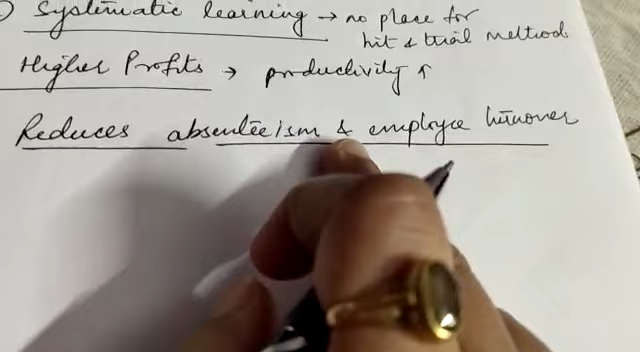 ) Systematic learning → no place for
hit & trial method
Higher Profits → productivity ↑
Reduces absenteeism & employee turnover